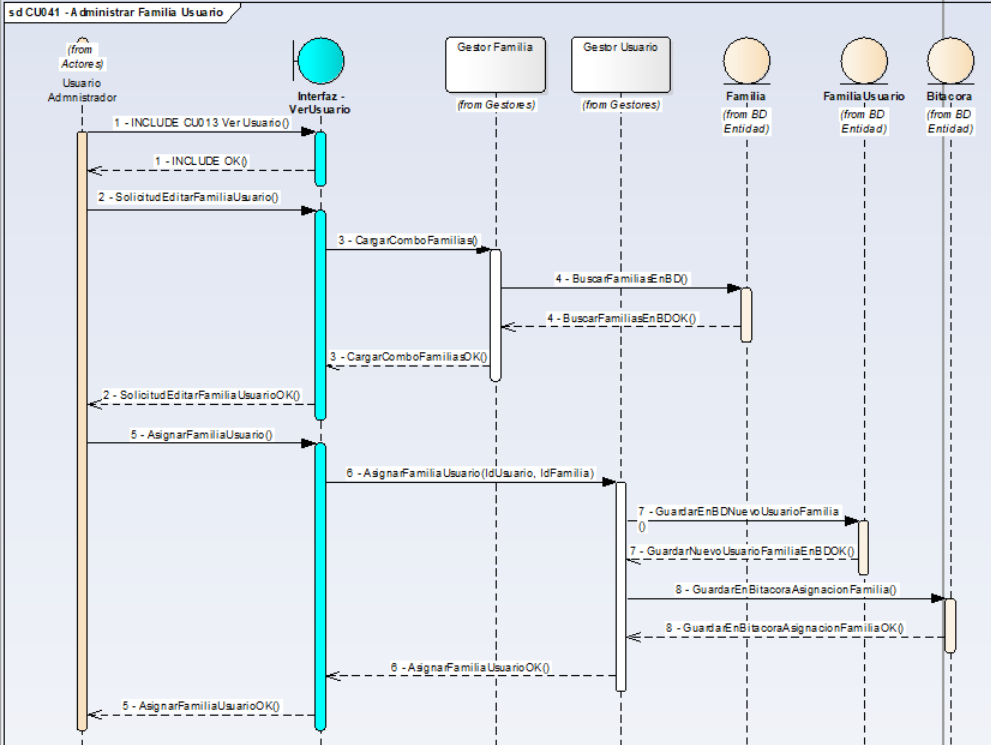 sd CU041 - Administrar Familia Usuario
(from
Actores)
Usuario
Admnistrador
Interfaz -
VerUsuario
Gestor Familia
(from Gestores)
Gestor Usuario
(from Gestores)
Familia
(from BD
Entidad)
FamiliaUsuario
(from BD
Entidad)
Bitacora
(from BD
Entidad)
1 - INCLUDE CU013 Ver Usuario()
1 - INCLUDE OK()
2 - SolicitudEditarFamiliaUsuario()
3 - CargarComboFamilias()
4 - BuscarFamiliasEnBD()
4 - BuscarFamiliasEnBDOK()
3 - CargarComboFamiliasOK()
2 - SolicitudEditarFamiliaUsuarioOK()
5 - AsignarFamiliaUsuario()
6 - AsignarFamiliaUsuario(IdUsuario, IdFamilia)
7 - GuardarEnBDNuevoUsuarioFamilia
()
7 - GuardarNuevoUsuarioFamiliaEnBDOK()
8 - GuardarEnBitacoraAsignacionFamilia()
8 - GuardarEnBitacoraAsignacionFamiliaOK()
6 - AsignarFamiliaUsuarioOK()
5 - AsignarFamiliaUsuarioOK()